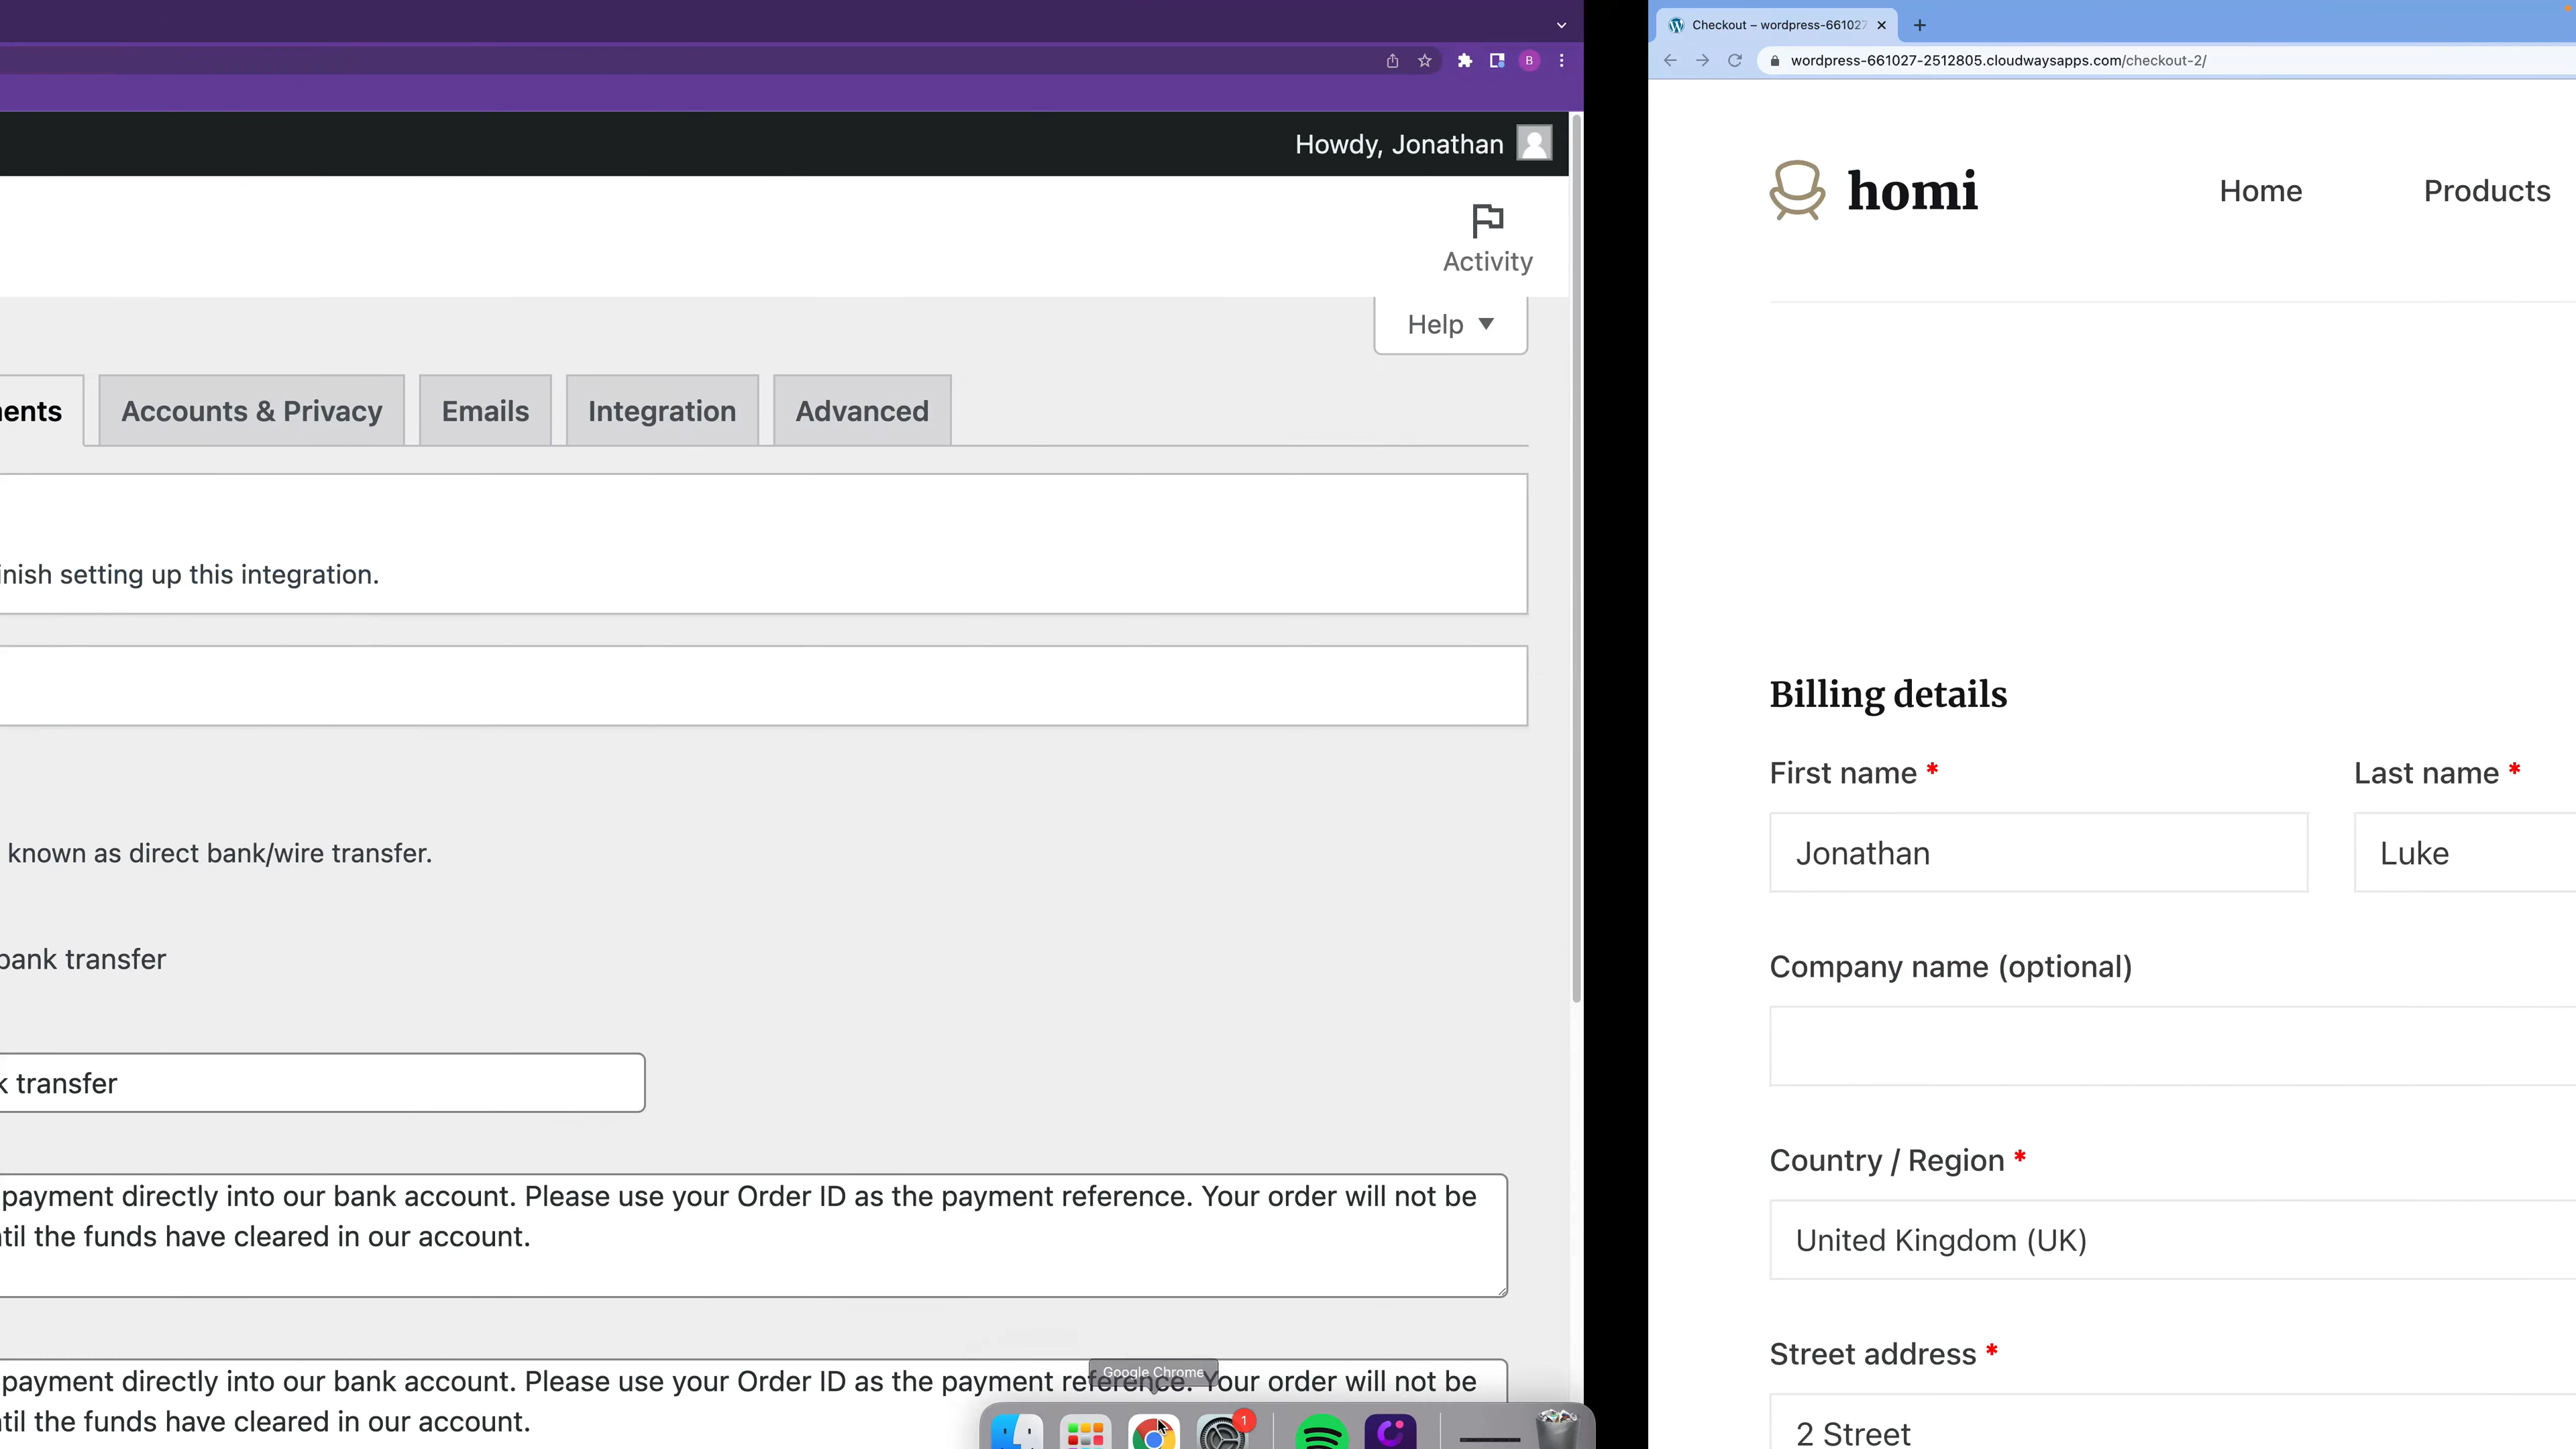 B
Howdy, Jonathan
Activity
Help
ents
Accounts & Privacy
Emails
Integration
Advanced
inish setting up this integration.
known as direct bank/wire transfer.
bank transfer
k transfer
payment directly into our bank account. Please use your Order ID as the payment reference. Your order will not be
til the funds have cleared in our account.
payment directly into our bank account. Please use your Order ID as the payment reference. Your order will not be
til the funds have cleared in our account.
Google Chrome
1
Checkout – wordpress-661027
wordpress-661027-2512805.cloudwaysapps.com/checkout-2/
homi
Home
Products
Billing details
First name *
Last name *
Jonathan
Luke
Company name (optional)
Country / Region *
United Kingdom (UK)
Street address *
2 Street